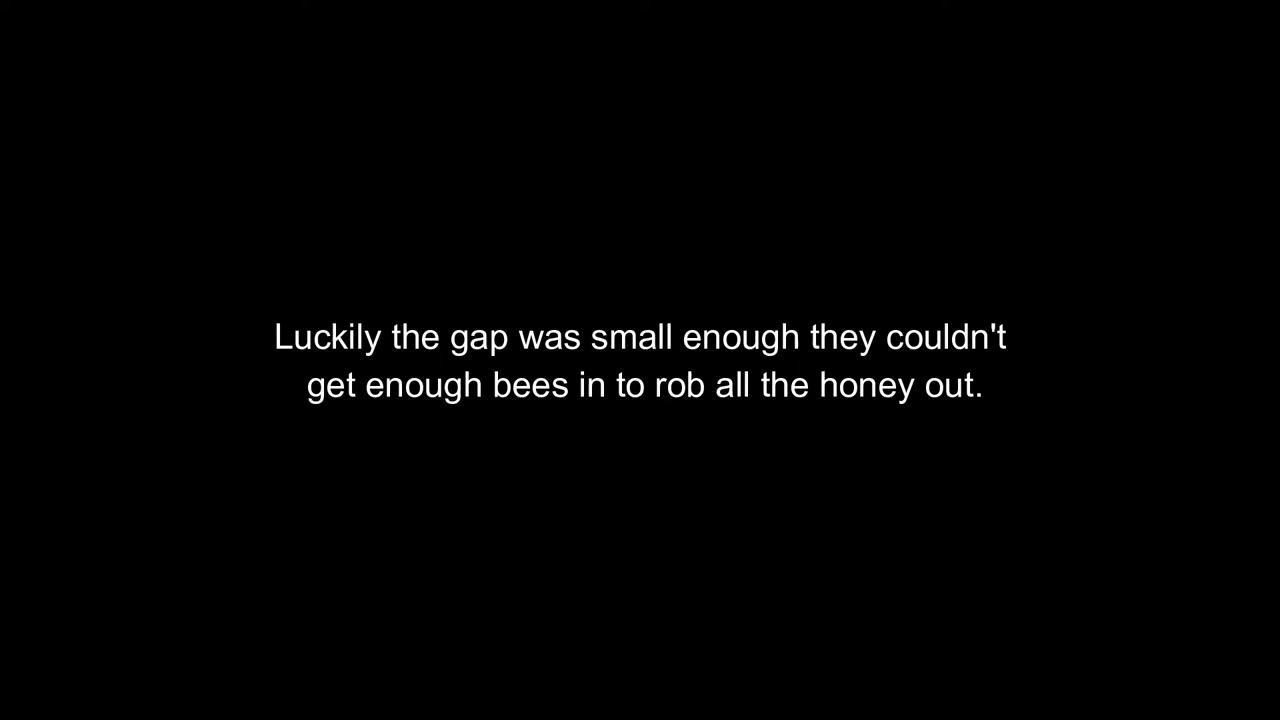 Luckily the gap was small enough they couldn't
get enough bees in to rob all the honey out.